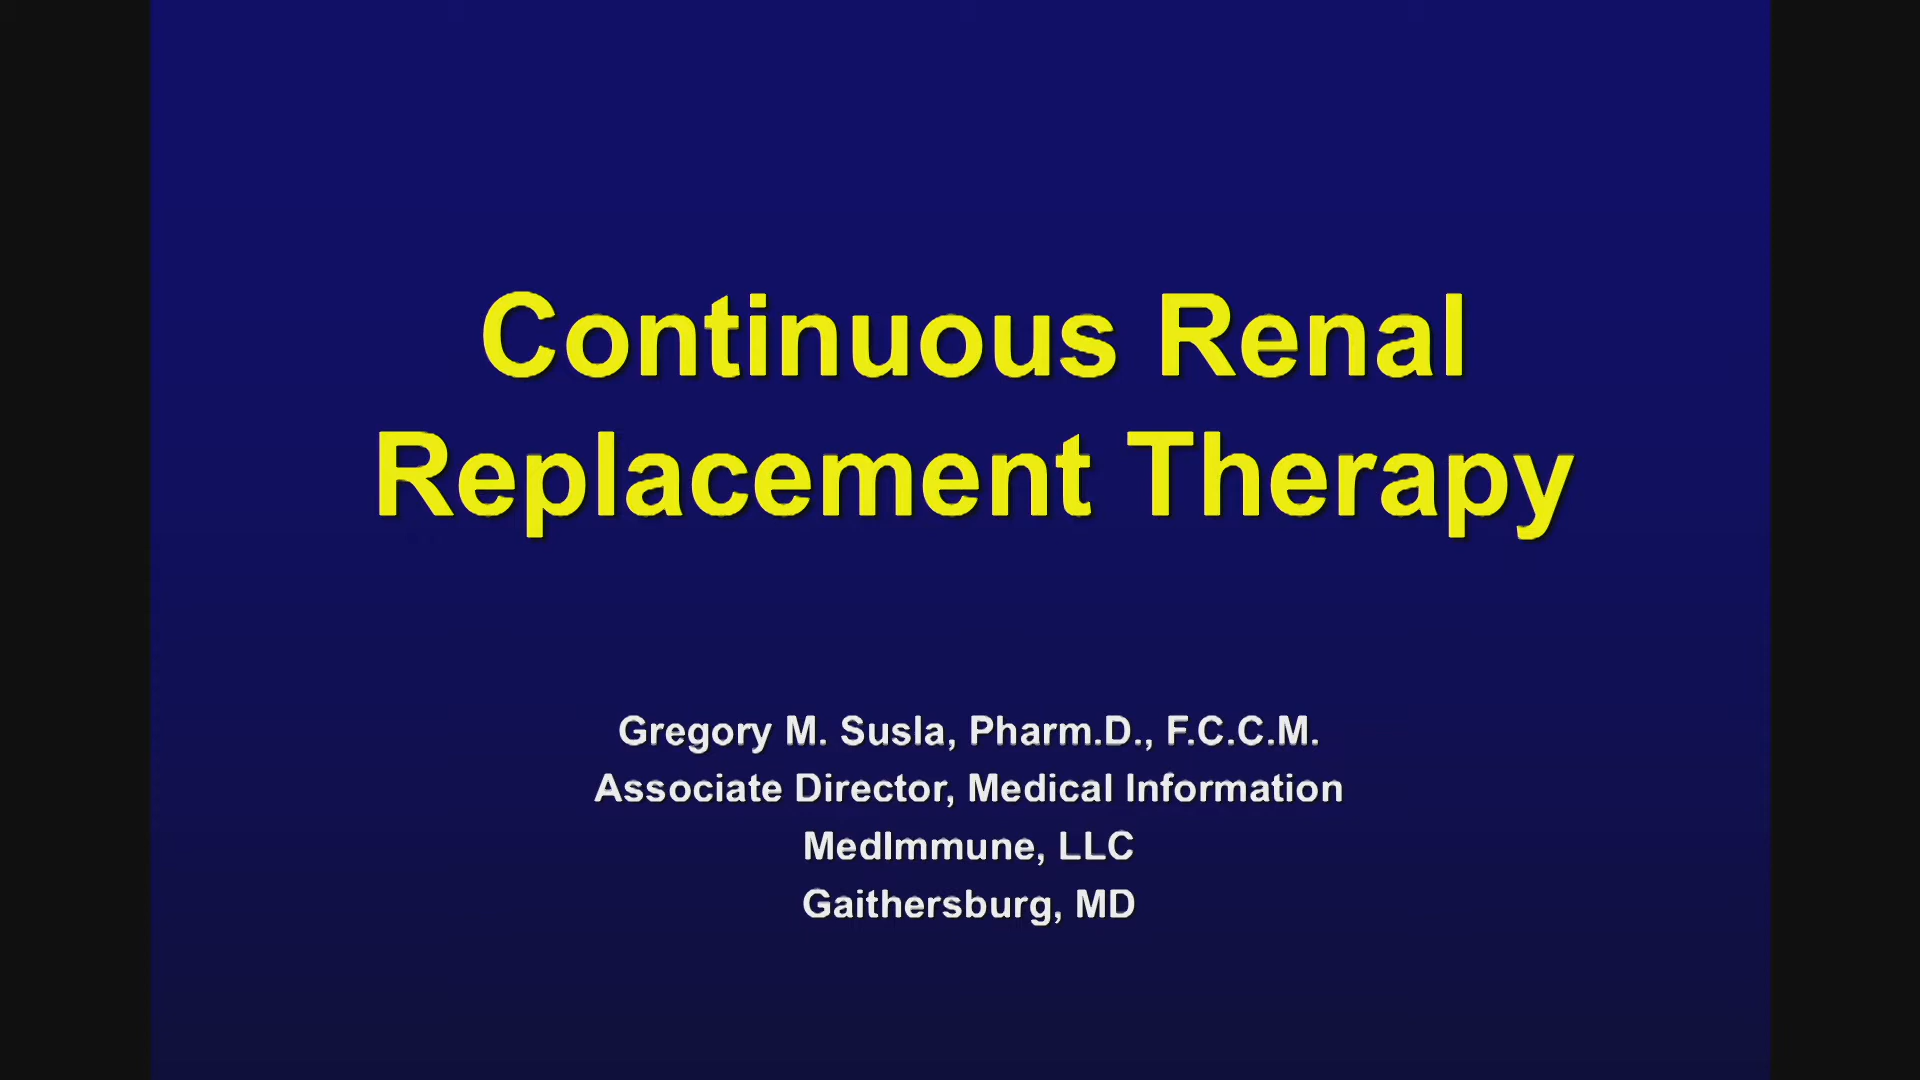 Continuous Renal
Replacement Therapy
Gregory M. Susla, Pharm.D., F.C.C.M.
Associate Director, Medical Information
MedImmune, LLC
Gaithersburg, MD